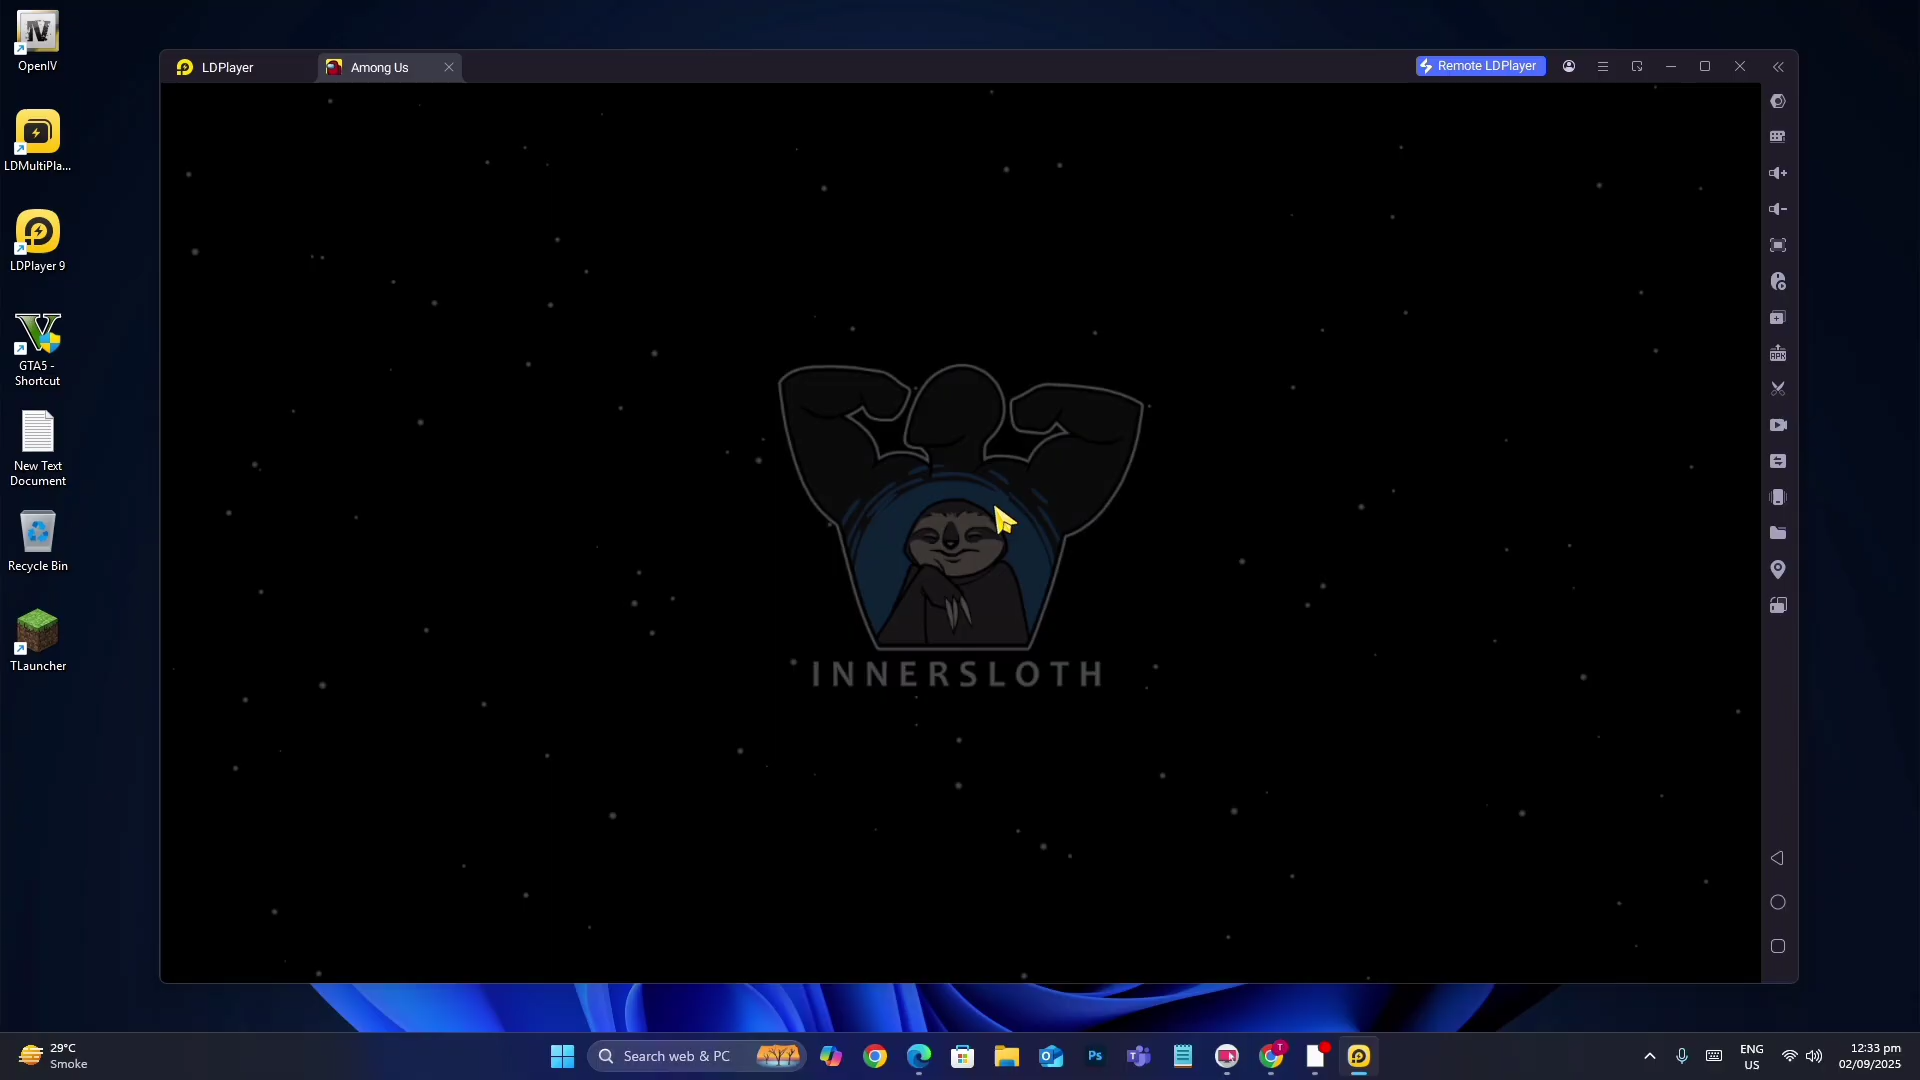 OpenIV
LDMultiPla...
LDPlayer 9
GTA5 -
Shortcut
New Text
Document
Recycle Bin
TLauncher
LDPlayer
Among Us
Remote LDPlayer
APK
INNERSLOTH
29°C
Smoke
Search web & PC
Ps
T
ENG
US
12:33 pm
02/09/2025